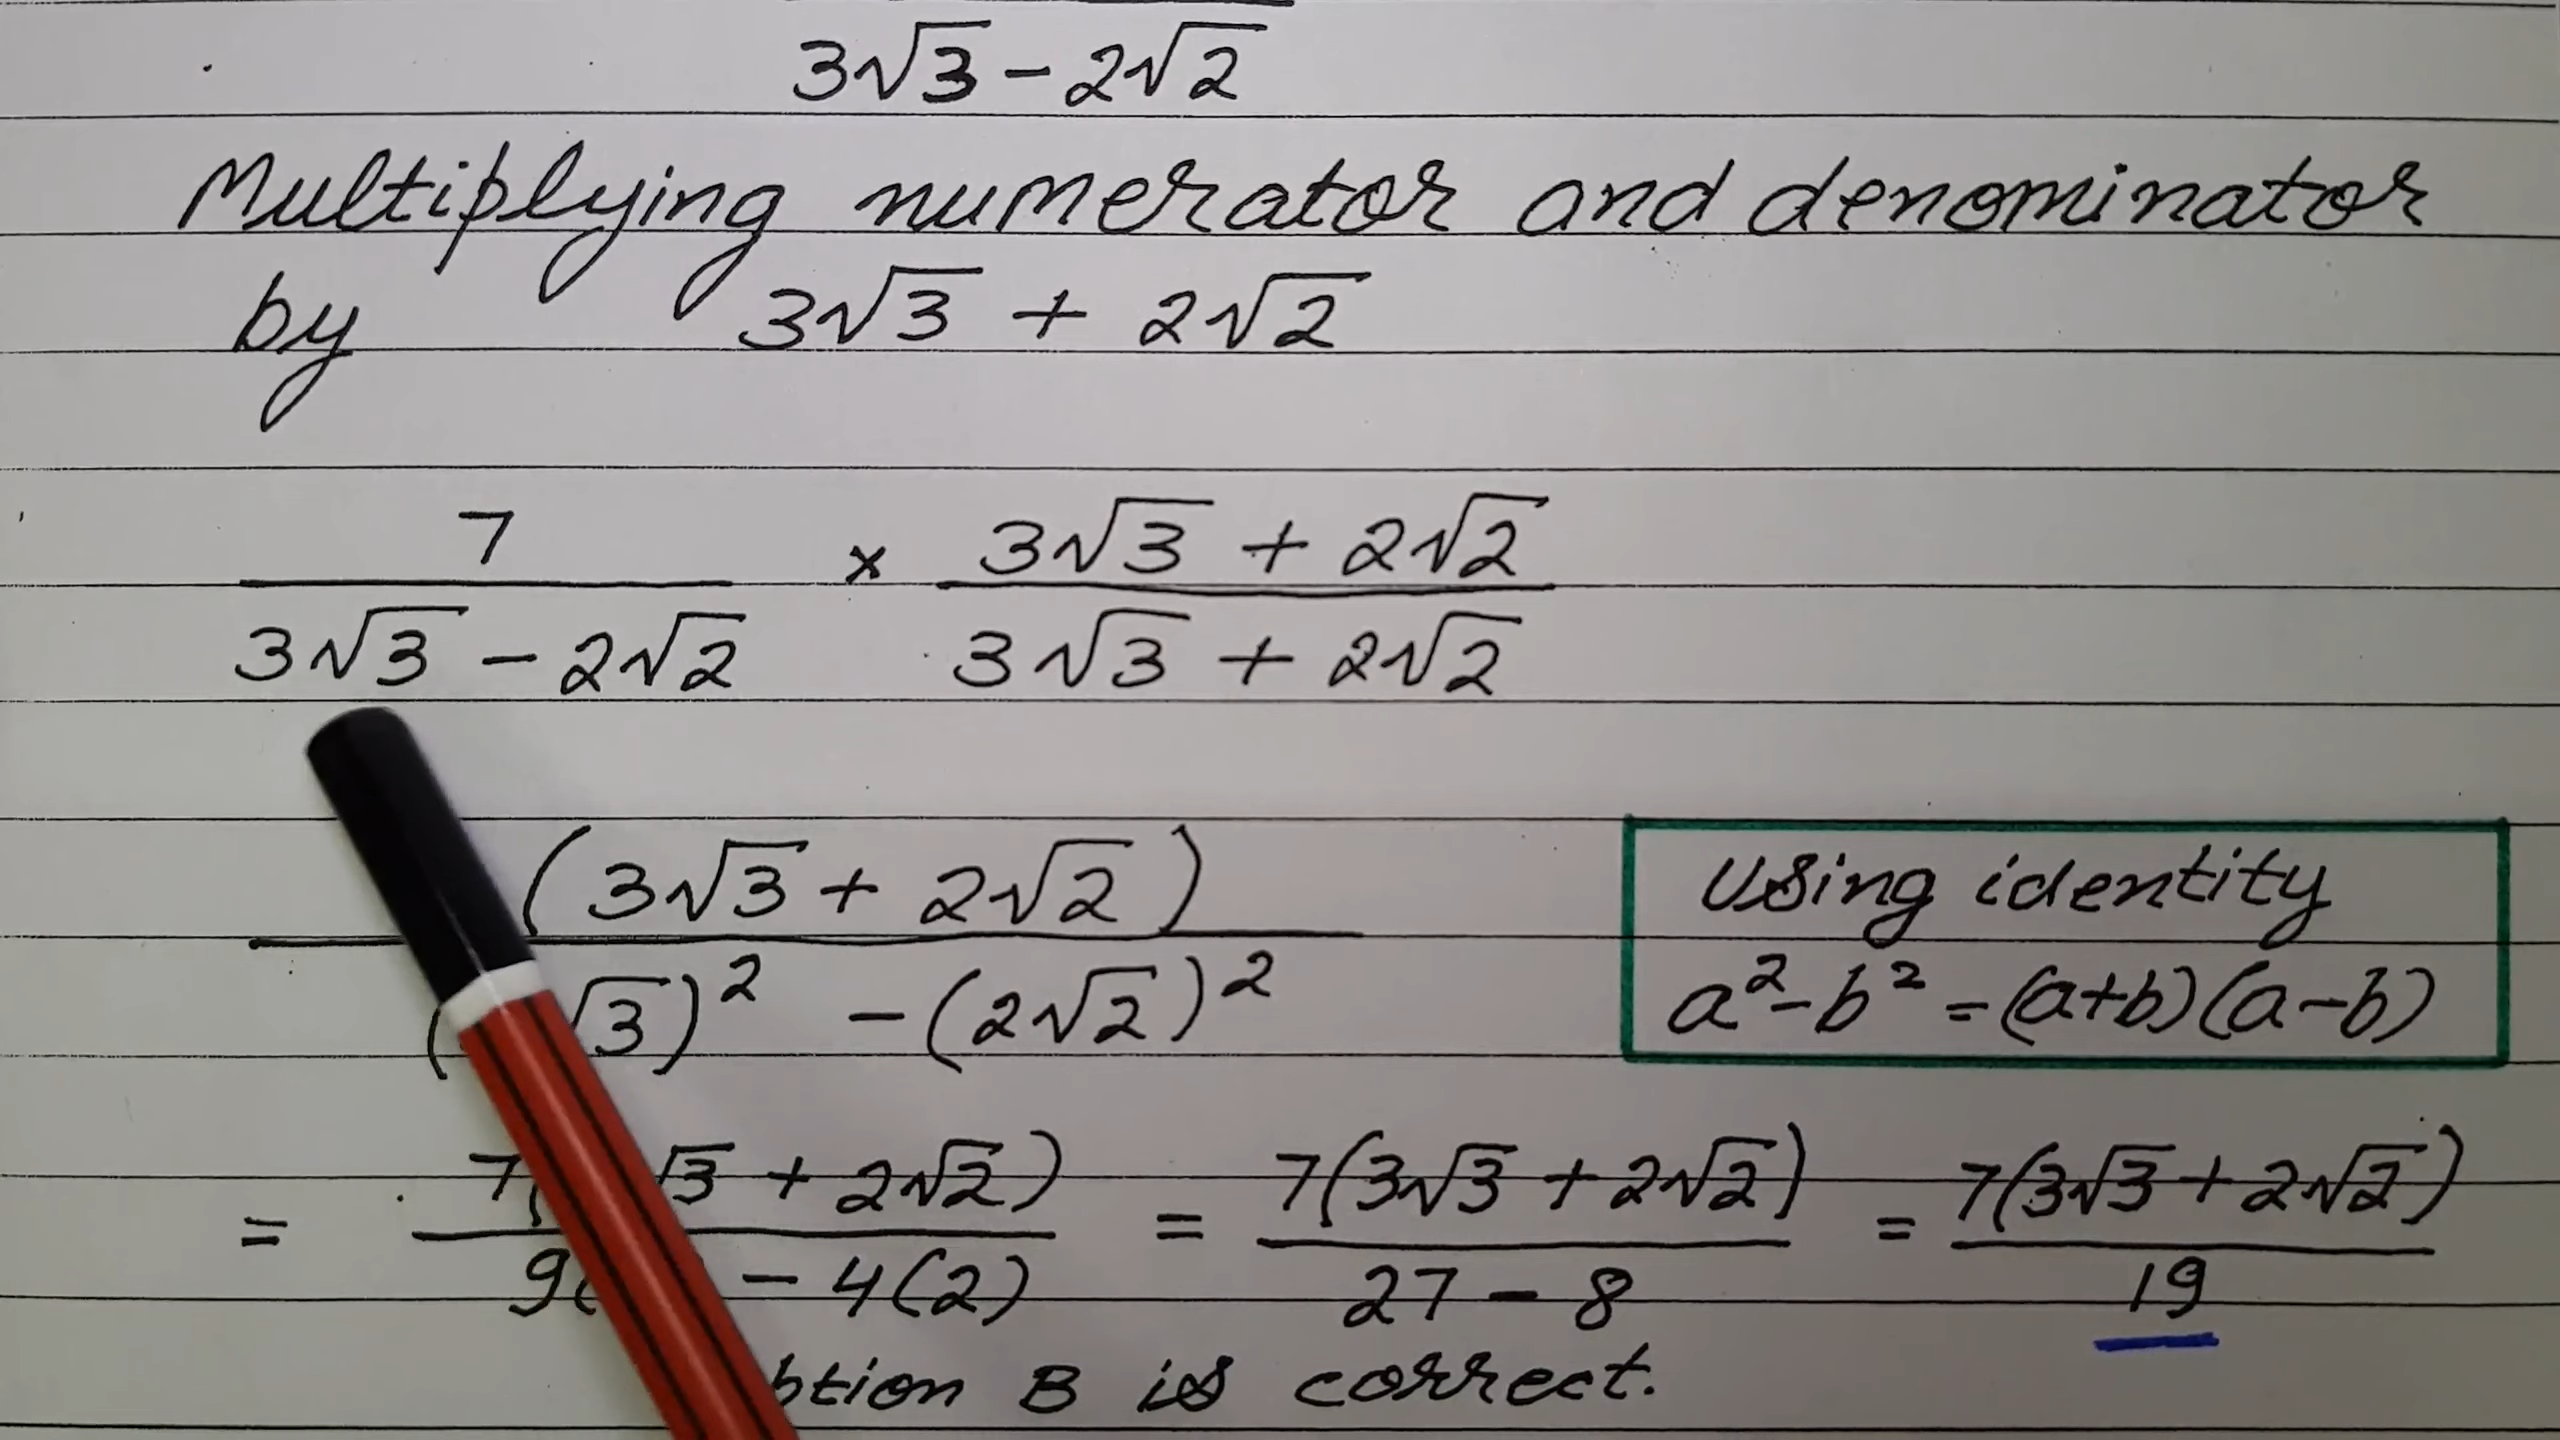 3√3 - 2√2
Multiplying numerator and denominator
by 3√3 + 2√2
7 × 3√3 + 2√2
3√3 - 2√2 3√3 + 2√2
(3√3 + 2√2)
√3)² - (2√2)²
Using identity
a² - b² = (a+b)(a-b)
= 7( √3 + 2√2) = 7(3√3 + 2√2) = 7(3√3 + 2√2)
9( - 4(2) 27 - 8 19
B is correct.